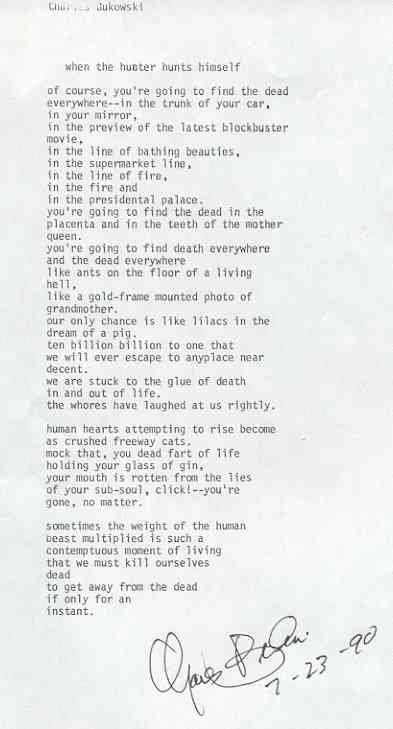 Charles Bukowski
when the hunter hunts himself
of course, you're going to find the dead
everywhere--in the trunk of your car,
in your mirror,
in the preview of the latest blockbuster
movie,
in the line of bathing beauties,
in the supermarket line,
in the line of fire,
in the fire and
in the presidental palace.
you're going to find the dead in the
placenta and in the teeth of the mother
queen.
you're going to find death everywhere
and the dead everywhere
like ants on the floor of a living
hell,
like a gold-frame mounted photo of
grandmother.
our only chance is like lilacs in the
dream of a pig.
ten billion billion to one that
we will ever escape to anyplace near
decent.
we are stuck to the glue of death
in and out of life.
the whores have laughed at us rightly.
human hearts attempting to rise become
as crushed freeway cats.
mock that, you dead fart of life
holding your glass of gin,
your mouth is rotten from the lies
of your sub-soul, click!--you're
gone, no matter.
sometimes the weight of the human
beast multiplied is such a
contemptuous moment of living
that we must kill ourselves
dead
to get away from the dead
if only for an
instant.
7-23-90